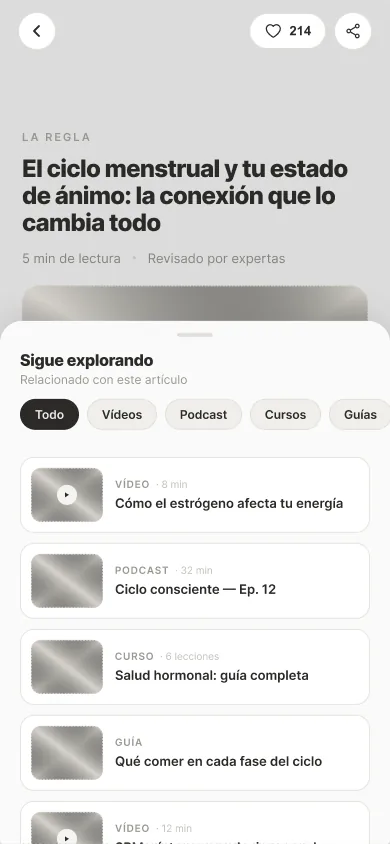 214
LA REGLA
El ciclo menstrual y tu estado
de ánimo: la conexión que lo
cambia todo
5 min de lectura • Revisado por expertas
Sigue explorando
Relacionado con este artículo
Todo Vídeos Podcast Cursos Guías
VÍDEO · 8 min
Cómo el estrógeno afecta tu energía
PODCAST · 32 min
Ciclo consciente — Ep. 12
CURSO · 6 lecciones
Salud hormonal: guía completa
GUÍA
Qué comer en cada fase del ciclo
VÍDEO · 12 min